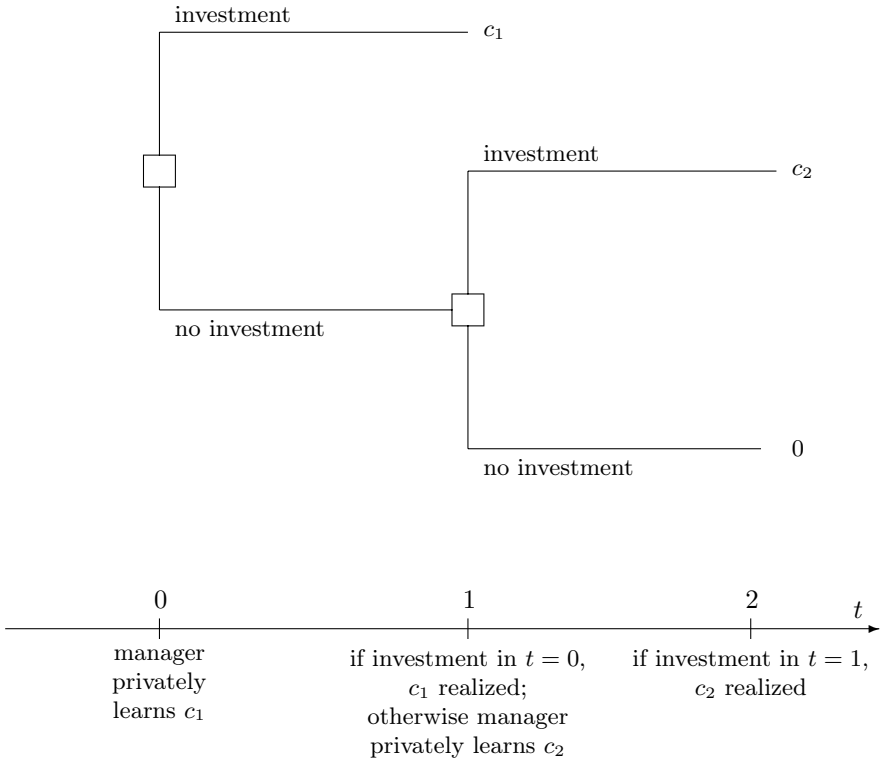 investment
c₁
investment
c₂
no investment
0
no investment
0
1
2
t
manager
privately
learns c₁
if investment in t = 0,
c₁ realized;
otherwise manager
privately learns c₂
if investment in t = 1,
c₂ realized